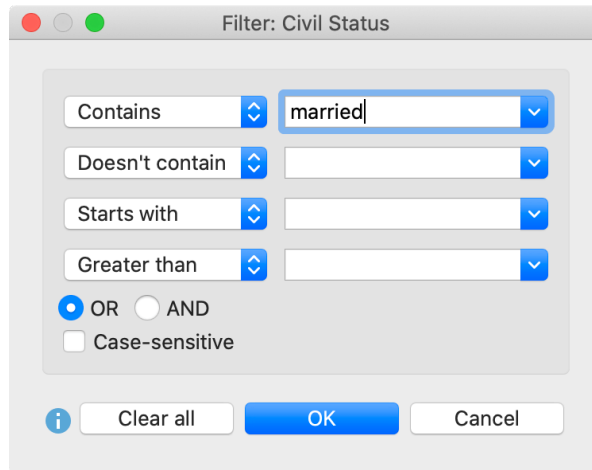 Filter: Civil Status
Contains married
Doesn't contain
Starts with
Greater than
OR AND
Case-sensitive
i Clear all OK Cancel